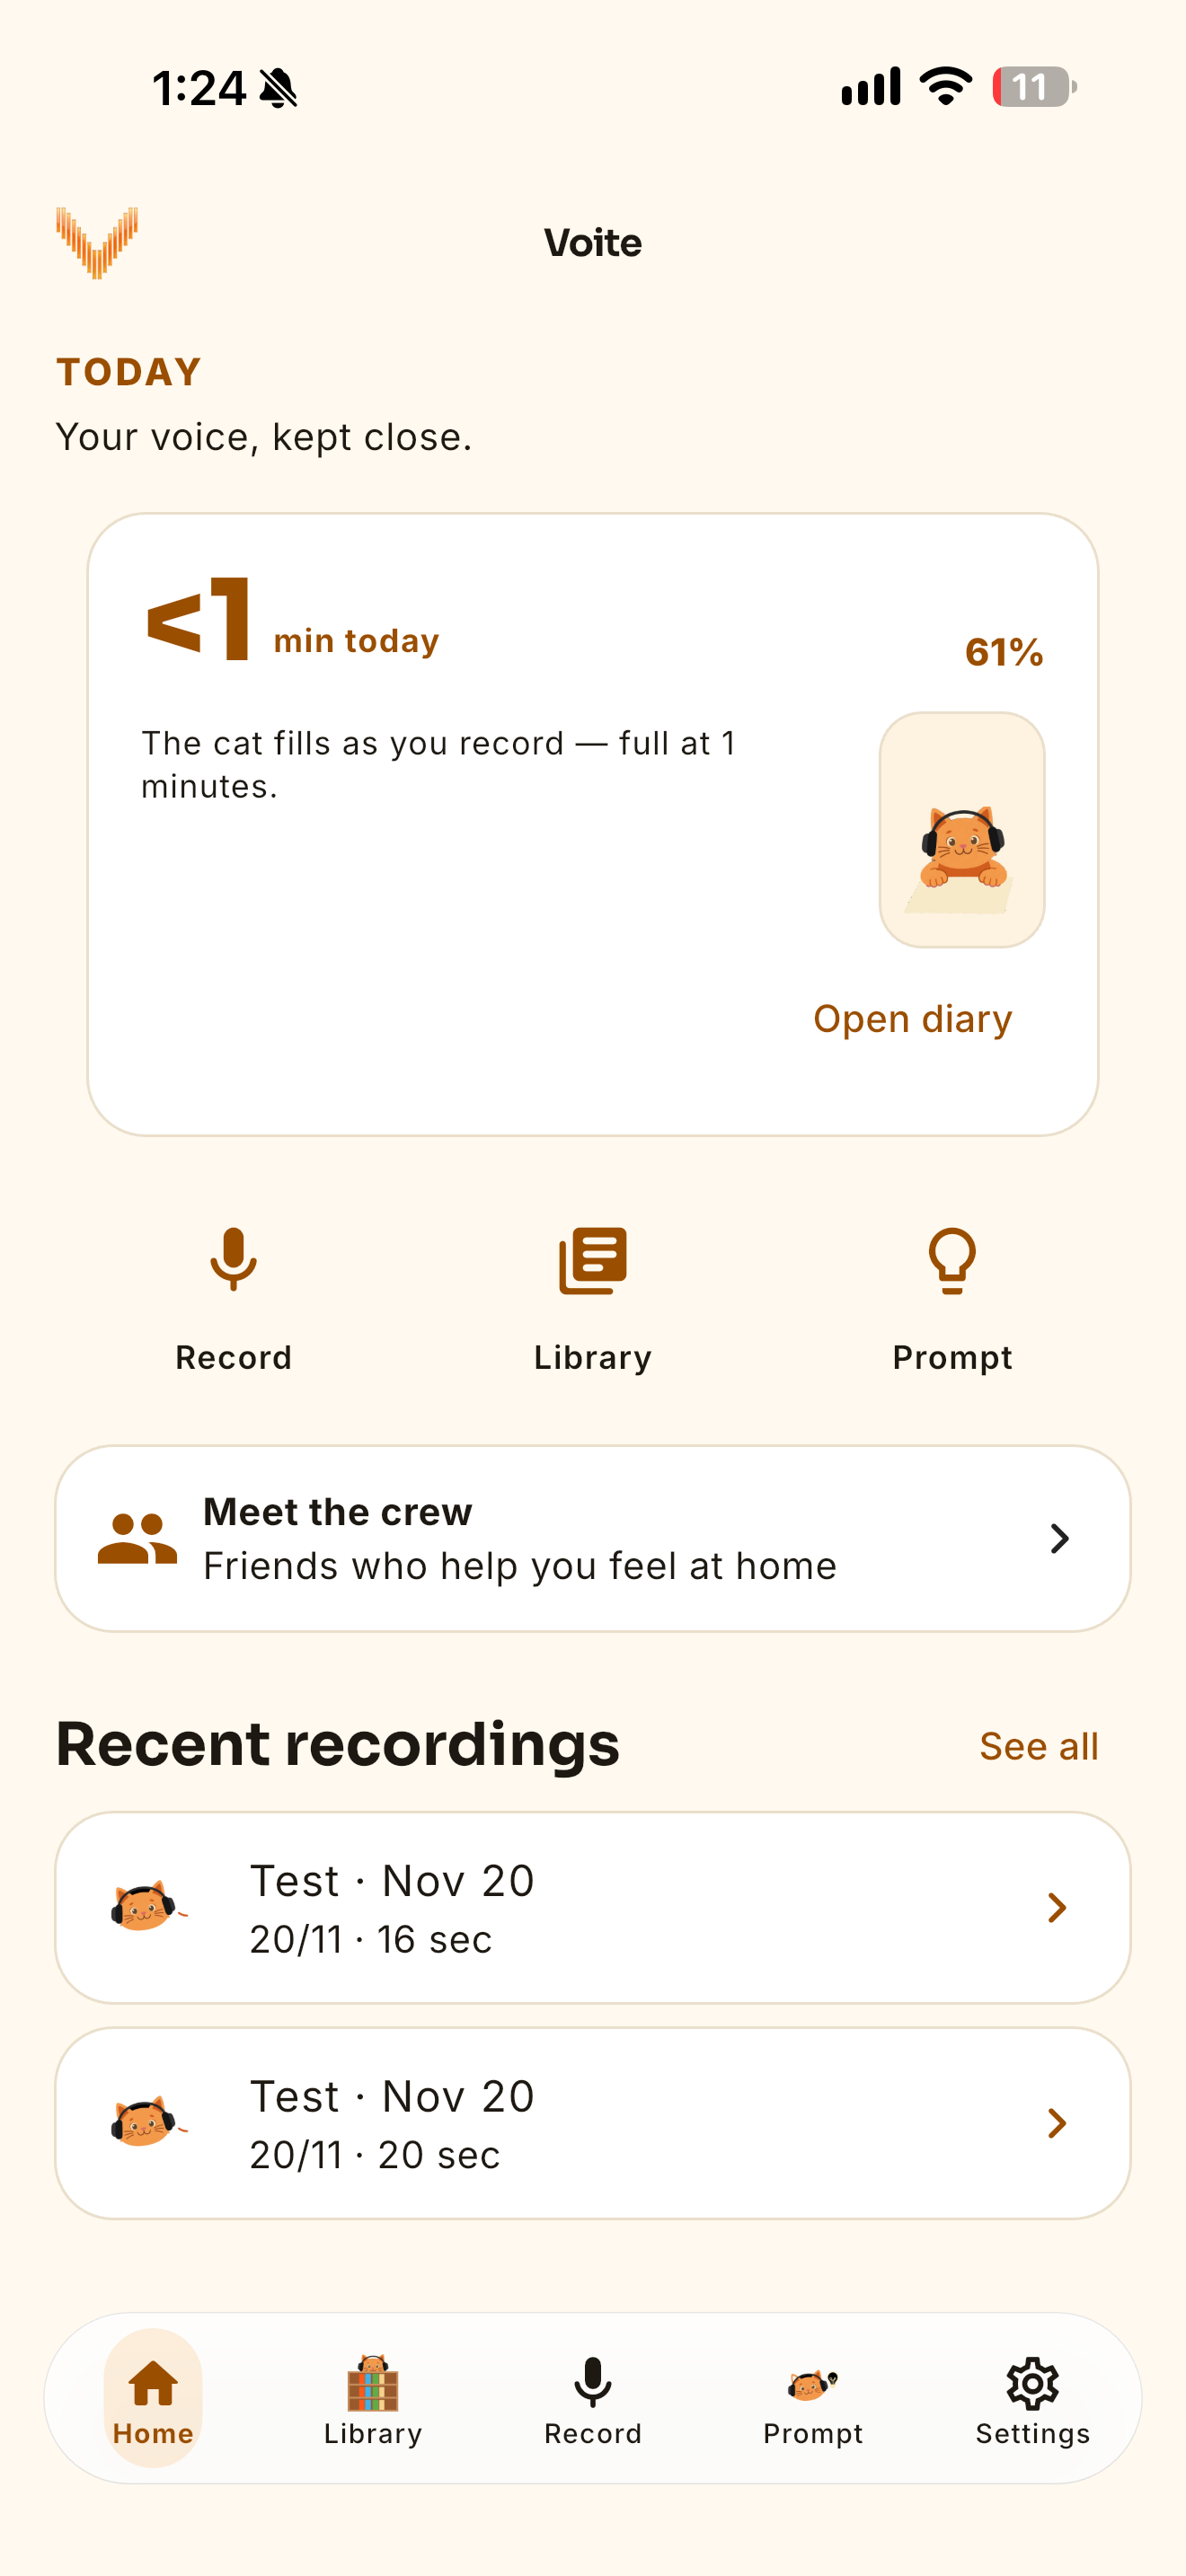 1:24
11
Voite
TODAY
Your voice, kept close.
<1 min today
61%
The cat fills as you record — full at 1
minutes.
Open diary
Record Library Prompt
Meet the crew
Friends who help you feel at home
Recent recordings See all
Test · Nov 20
20/11 · 16 sec
Test · Nov 20
20/11 · 20 sec
Home Library Record Prompt Settings